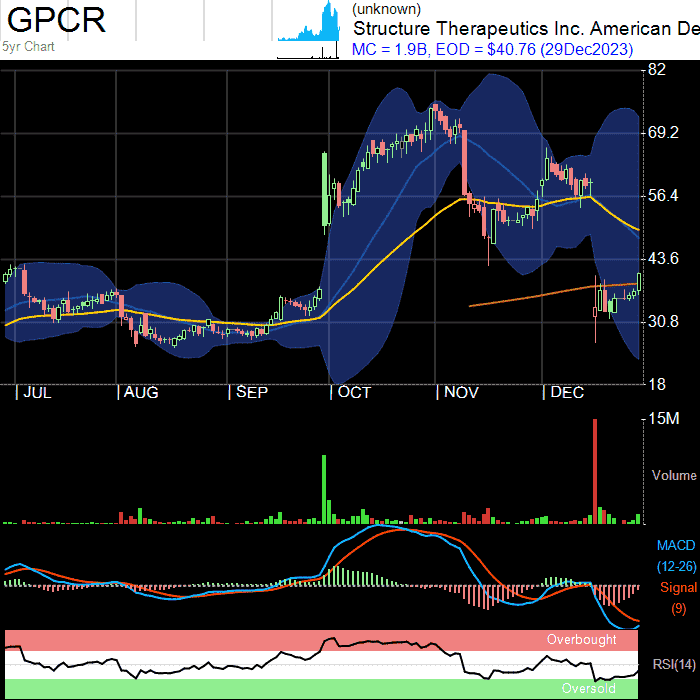 GPCR
5yr Chart
(unknown)
Structure Therapeutics Inc. American De
MC = 1.9B, EOD = $40.76 (29Dec2023)
82
69.2
56.4
43.6
30.8
18
JUL
AUG
SEP
OCT
NOV
DEC
15M
Volume
MACD
(12-26)
Signal
(9)
Overbought
RSI(14)
Oversold